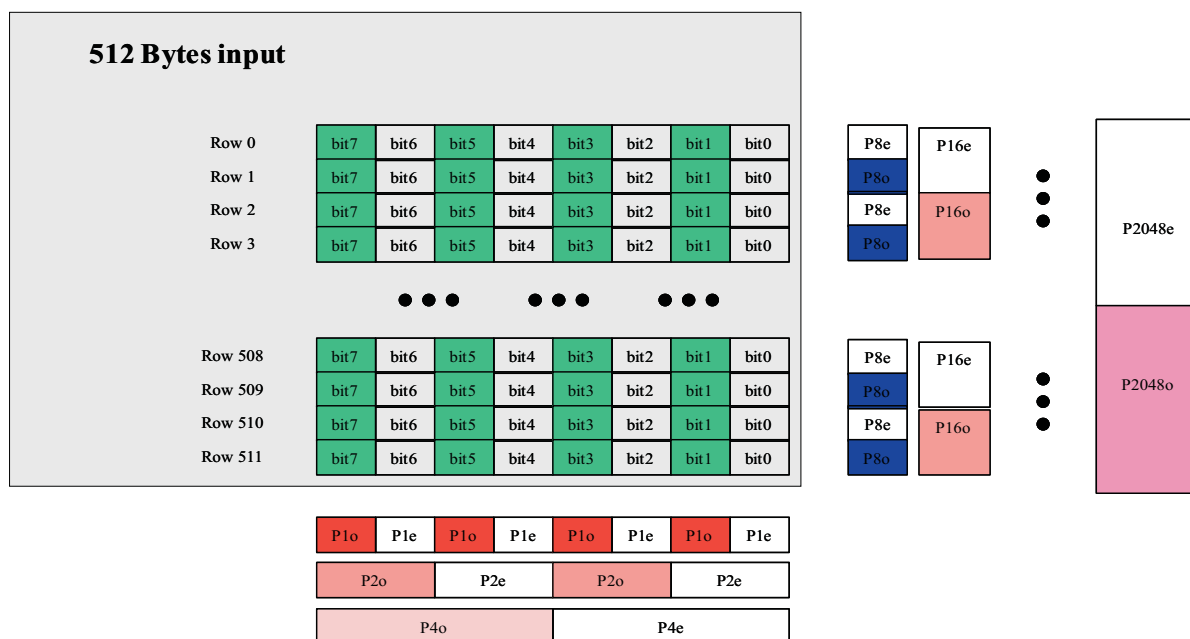 512 Bytes input
Row 0 bit7 bit6 bit5 bit4 bit3 bit2 bit1 bit0 P8e P16e
Row 1 bit7 bit6 bit5 bit4 bit3 bit2 bit1 bit0 P8o
Row 2 bit7 bit6 bit5 bit4 bit3 bit2 bit1 bit0 P8e P16o
P2048e
Row 3 bit7 bit6 bit5 bit4 bit3 bit2 bit1 bit0 P8o
Row 508 bit7 bit6 bit5 bit4 bit3 bit2 bit1 bit0 P8e P16e
Row 509 bit7 bit6 bit5 bit4 bit3 bit2 bit1 bit0 P8o P2048o
Row 510 bit7 bit6 bit5 bit4 bit3 bit2 bit1 bit0 P8e P16o
Row 511 bit7 bit6 bit5 bit4 bit3 bit2 bit1 bit0 P8o
P1o P1e P1o P1e P1o P1e P1o P1e
P2o P2e P2o P2e
P4o P4e